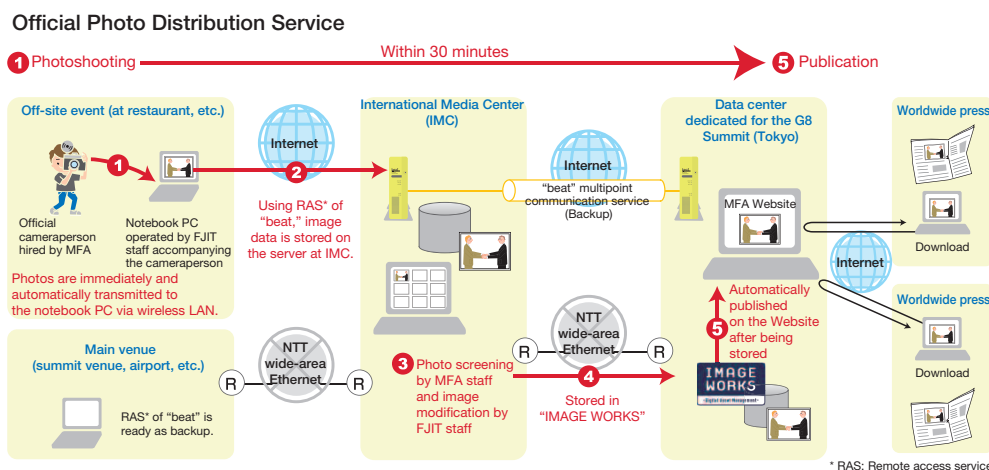 Official Photo Distribution Service
1 Photoshooting
Within 30 minutes
5 Publication
Off-site event (at restaurant, etc.)
1
Official
cameraperson
hired by MFA
Notebook PC
operated by FJIT
staff accompanying
the cameraperson
Photos are immediately and
automatically transmitted to
the notebook PC via wireless LAN.
Internet
2
Using RAS* of
"beat," image
data is stored on
the server at IMC.
International Media Center
(IMC)
Internet
"beat" multipoint
communication service
(Backup)
Data center
dedicated for the G8
Summit (Tokyo)
MFA Website
Worldwide press
Download
Internet
Worldwide press
Download
Main venue
(summit venue, airport, etc.)
RAS* of "beat" is
ready as backup.
R
NTT
wide-area
Ethernet
R
3 Photo screening
by MFA staff
and image
modification by
FJIT staff
R
NTT
wide-area
Ethernet
R
4
Stored in
"IMAGE WORKS"
5
Automatically
published
on the Website
after being
stored
IMAGE
WORKS
Digital Asset Management
* RAS: Remote access service